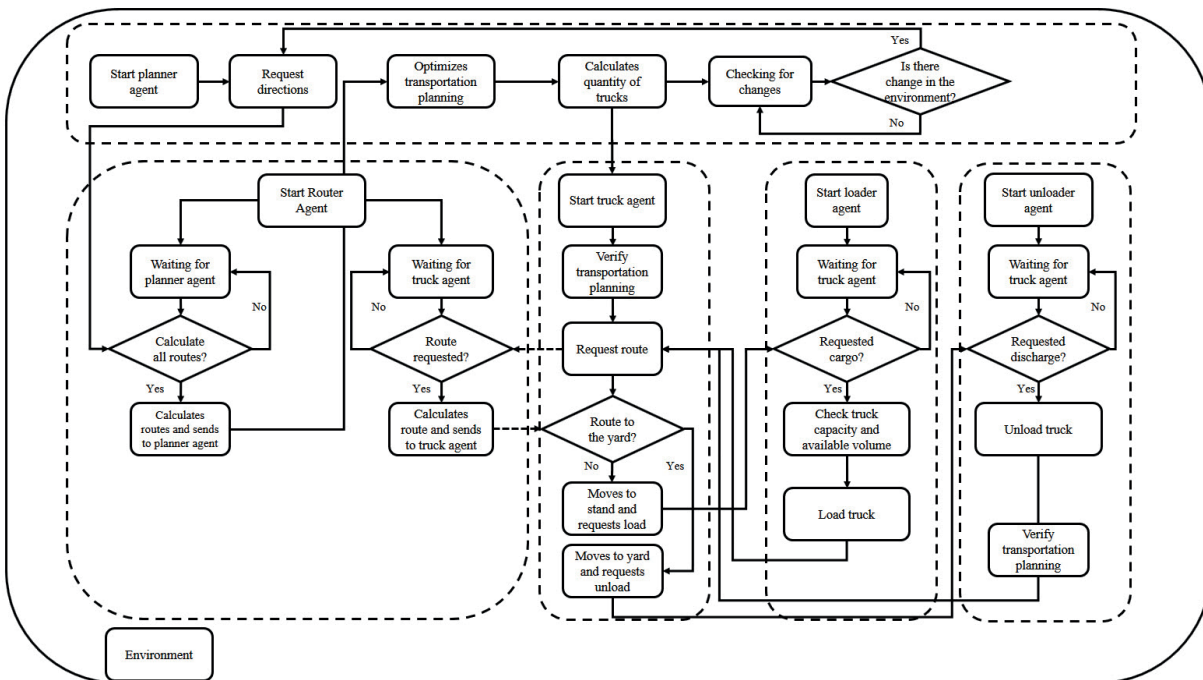 Yes
Start planner
agent
Request
directions
Optimizes
transportation
planning
Calculates
quantity of
trucks
Checking for
changes
Is there
change in the
environment?
No
Start Router
Agent
Waiting for
planner agent
No
Calculate
all routes?
Yes
Calculates
routes and sends
to planner agent
Waiting for
truck agent
No
Route
requested?
Yes
Calculates
route and sends
to truck agent
Start truck agent
Verify
transportation
planning
Request route
Route to
the yard?
No
Yes
Moves to
stand and
requests load
Moves to yard
and requests
unload
Start loader
agent
Waiting for
truck agent
No
Requested
cargo?
Yes
Check truck
capacity and
available volume
Load truck
Start unloader
agent
Waiting for
truck agent
No
Requested
discharge?
Yes
Unload truck
Verify
transportation
planning
Environment